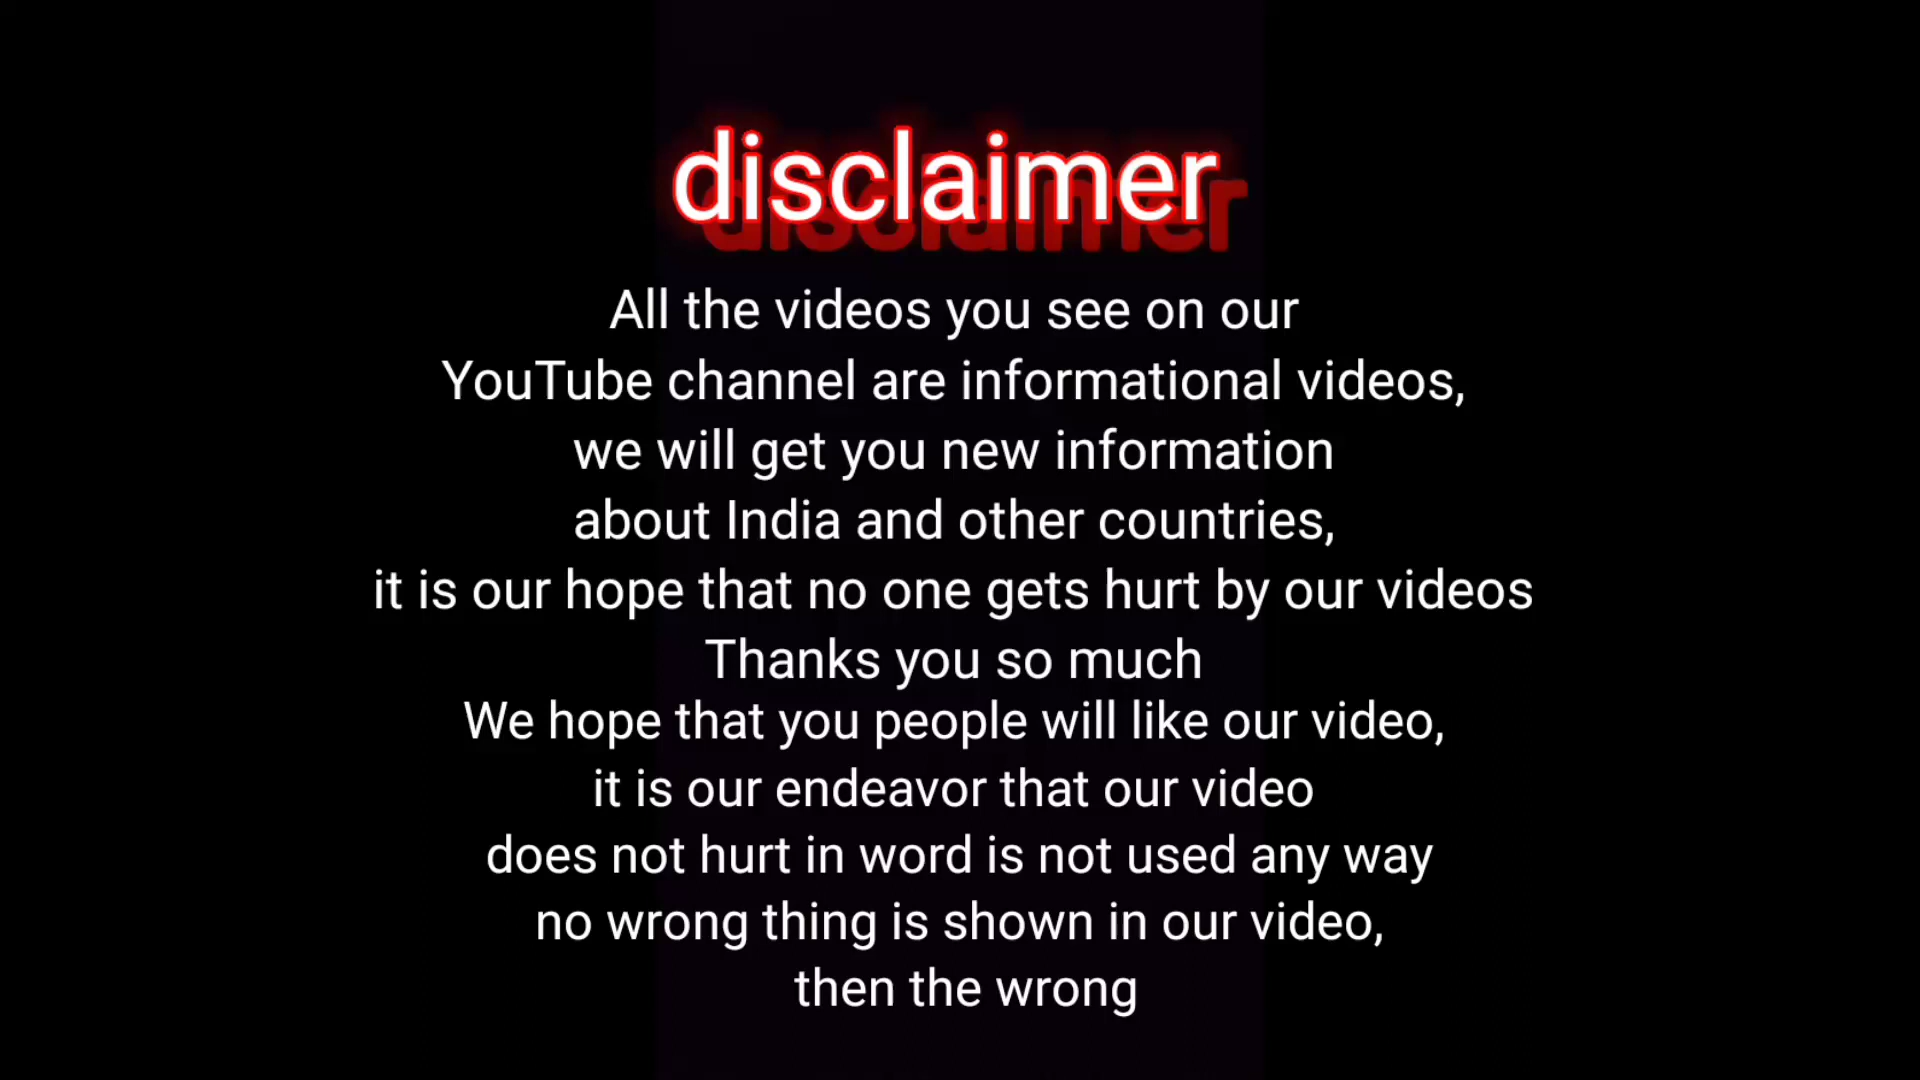 disclaimer
All the videos you see on our
YouTube channel are informational videos,
we will get you new information
about India and other countries,
it is our hope that no one gets hurt by our videos
Thanks you so much
We hope that you people will like our video,
it is our endeavor that our video
does not hurt in word is not used any way
no wrong thing is shown in our video,
then the wrong